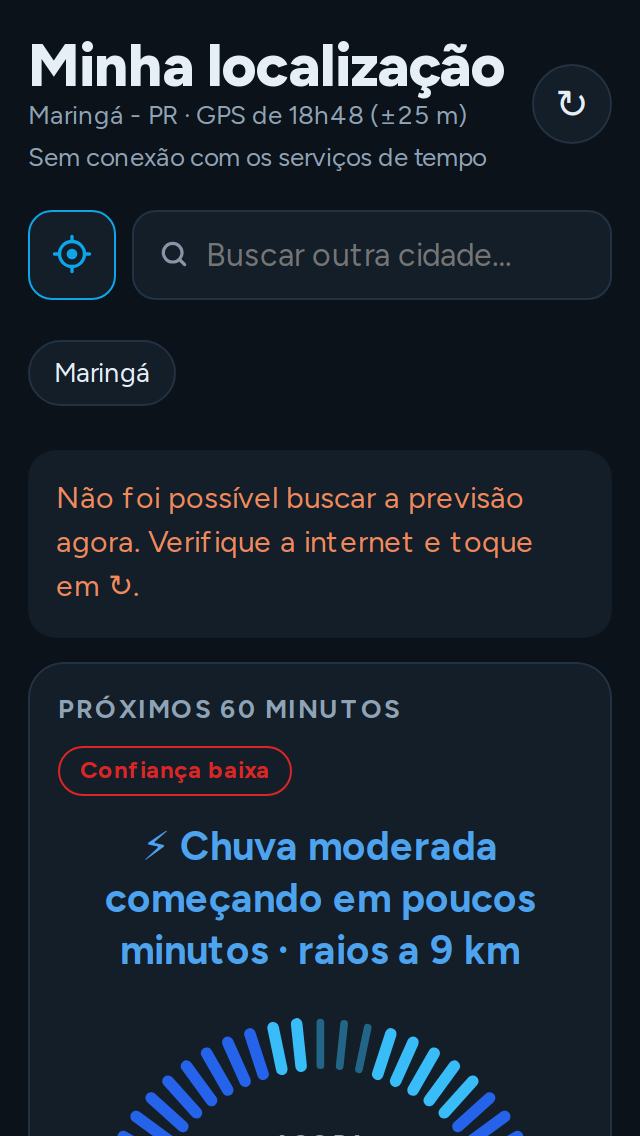 Minha localização
Maringá - PR · GPS de 18h48 (±25 m)
Sem conexão com os serviços de tempo
↻
Buscar outra cidade...
Maringá
Não foi possível buscar a previsão
agora. Verifique a internet e toque
em ↻.
PRÓXIMOS 60 MINUTOS
Confiança baixa
⚡ Chuva moderada
começando em poucos
minutos · raios a 9 km